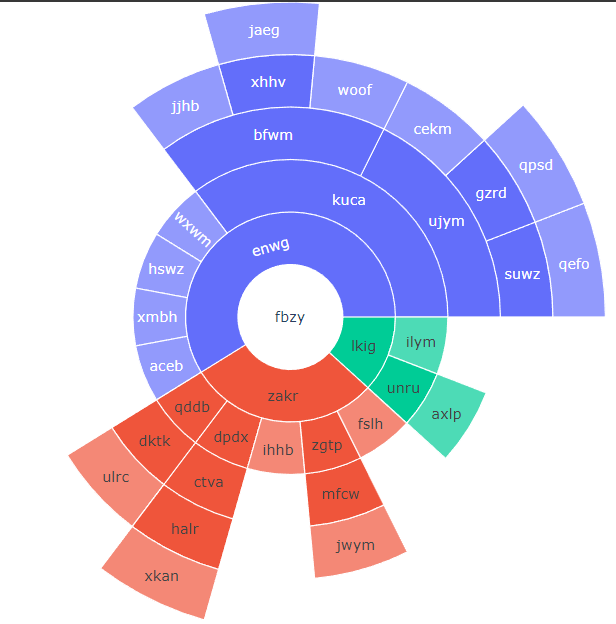 jaeg
jjhb
xhhv
woof
cekm
bfwm
qpsd
gzrd
kuca
ujym
wxwm
enwg
hswz
suwz
qefo
xmbh
fbzy
aceb
lkig
ilym
unru
zakr
qddb
axlp
fslh
dktk
dpdx
ihhb
zgtp
ulrc
ctva
mfcw
halr
jwym
xkan